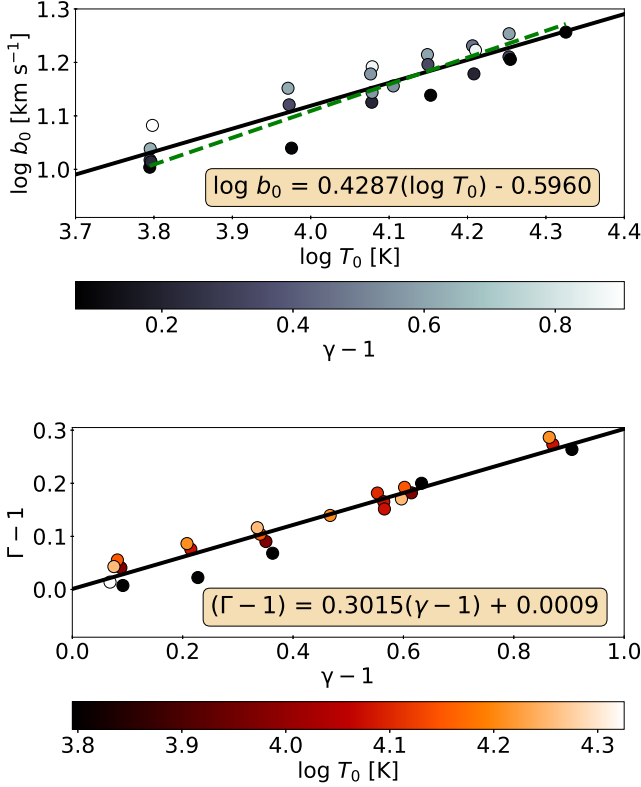 1.3
1.2
1.1
1.0
log b₀ [km s⁻¹]
log b₀ = 0.4287(log T₀) - 0.5960
3.7 3.8 3.9 4.0 4.1 4.2 4.3 4.4
log T₀ [K]
0.2 0.4 0.6 0.8
γ − 1
0.3
0.2
0.1
0.0
Γ − 1
(Γ − 1) = 0.3015(γ − 1) + 0.0009
0.0 0.2 0.4 0.6 0.8 1.0
γ − 1
3.8 3.9 4.0 4.1 4.2 4.3
log T₀ [K]